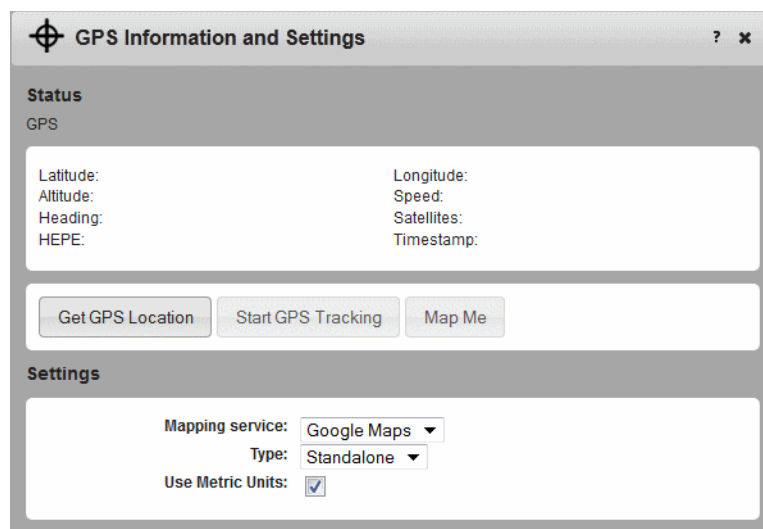 GPS Information and Settings ? ✖
Status
GPS
Latitude: Longitude:
Altitude: Speed:
Heading: Satellites:
HEPE: Timestamp:
Get GPS Location Start GPS Tracking Map Me
Settings
Mapping service: Google Maps
Type: Standalone
Use Metric Units: